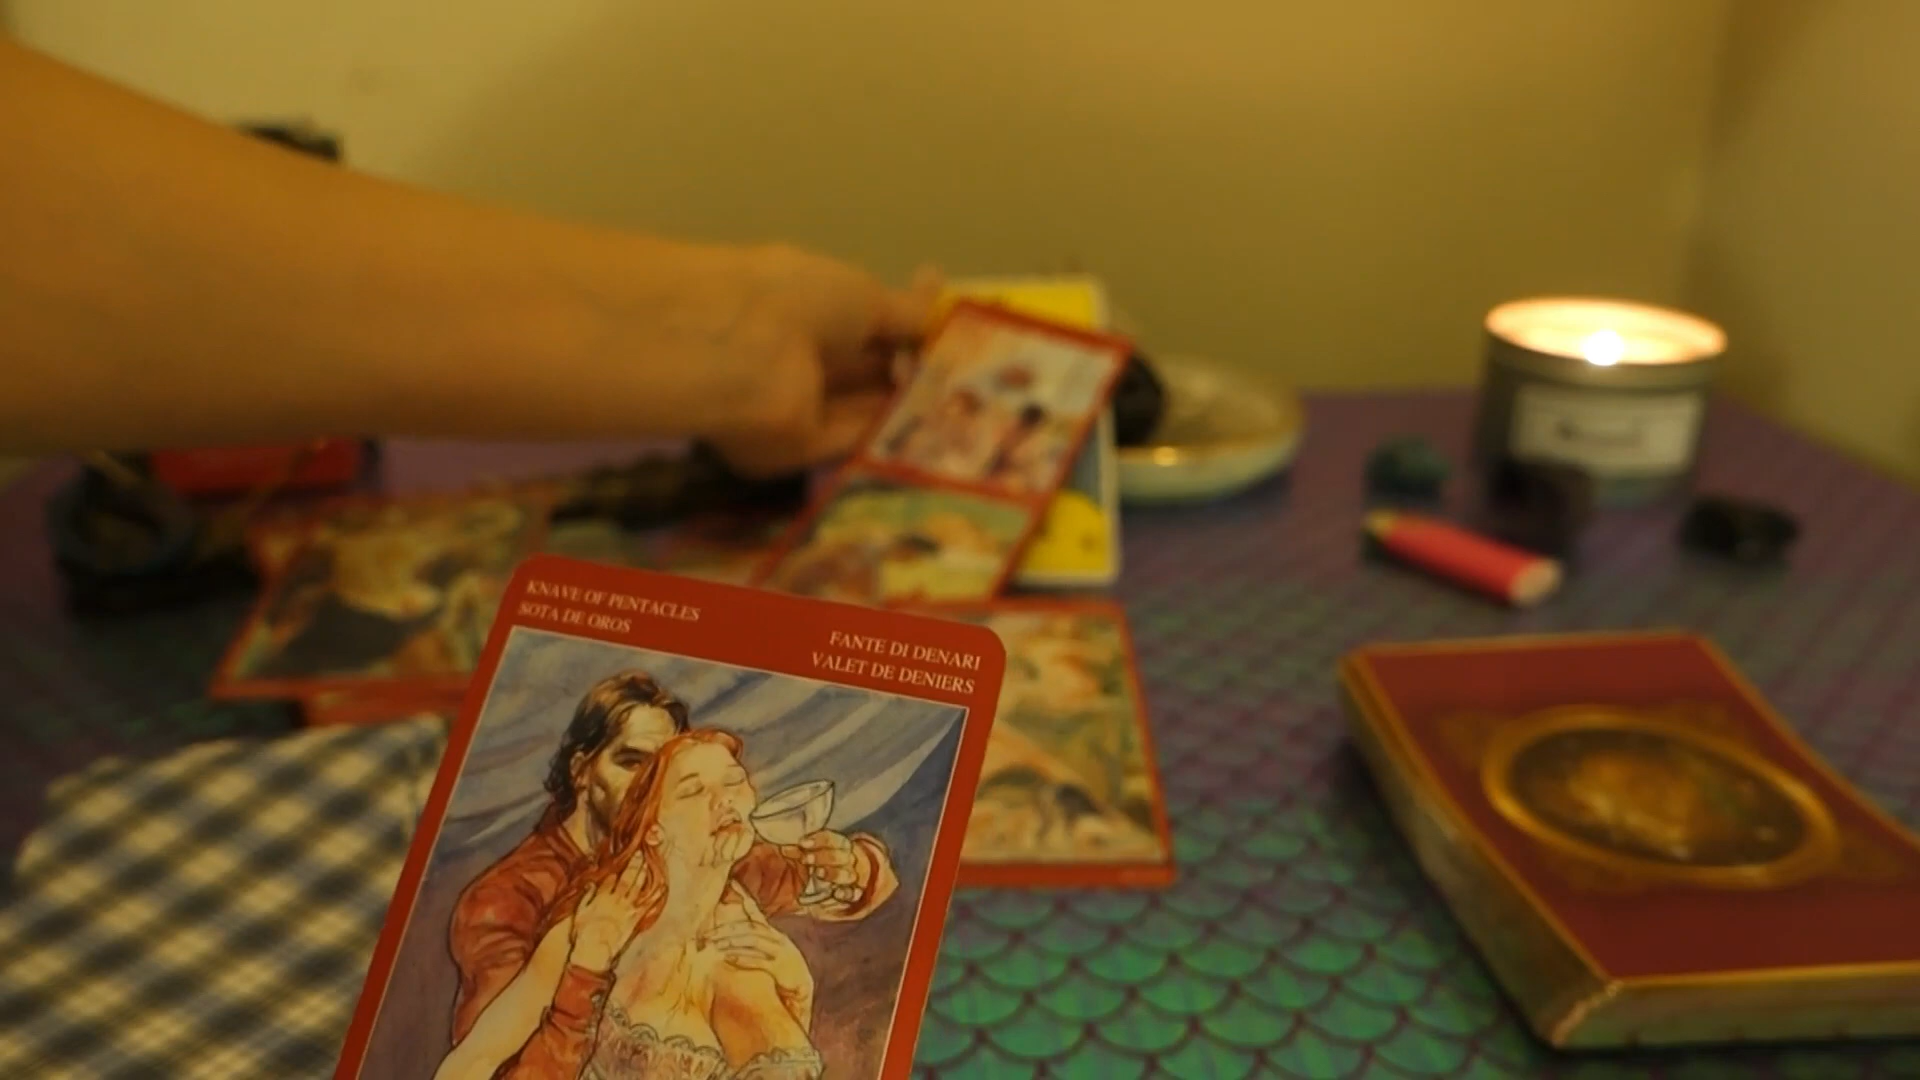 KNAVE OF PENTACLES
SOTA DE OROS
FANTE DI DENARI
VALET DE DENIERS